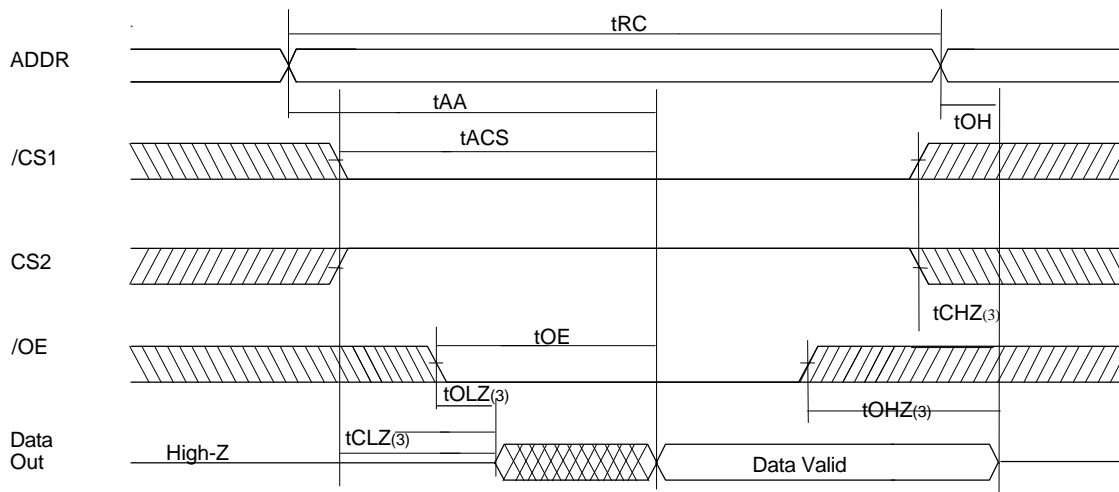 tRC
ADDR
tAA
tOH
tACS
/CS1
CS2
tCHZ(3)
tOE
/OE
tOLZ(3)
tOHZ(3)
tCLZ(3)
Data
Out
High-Z
Data Valid